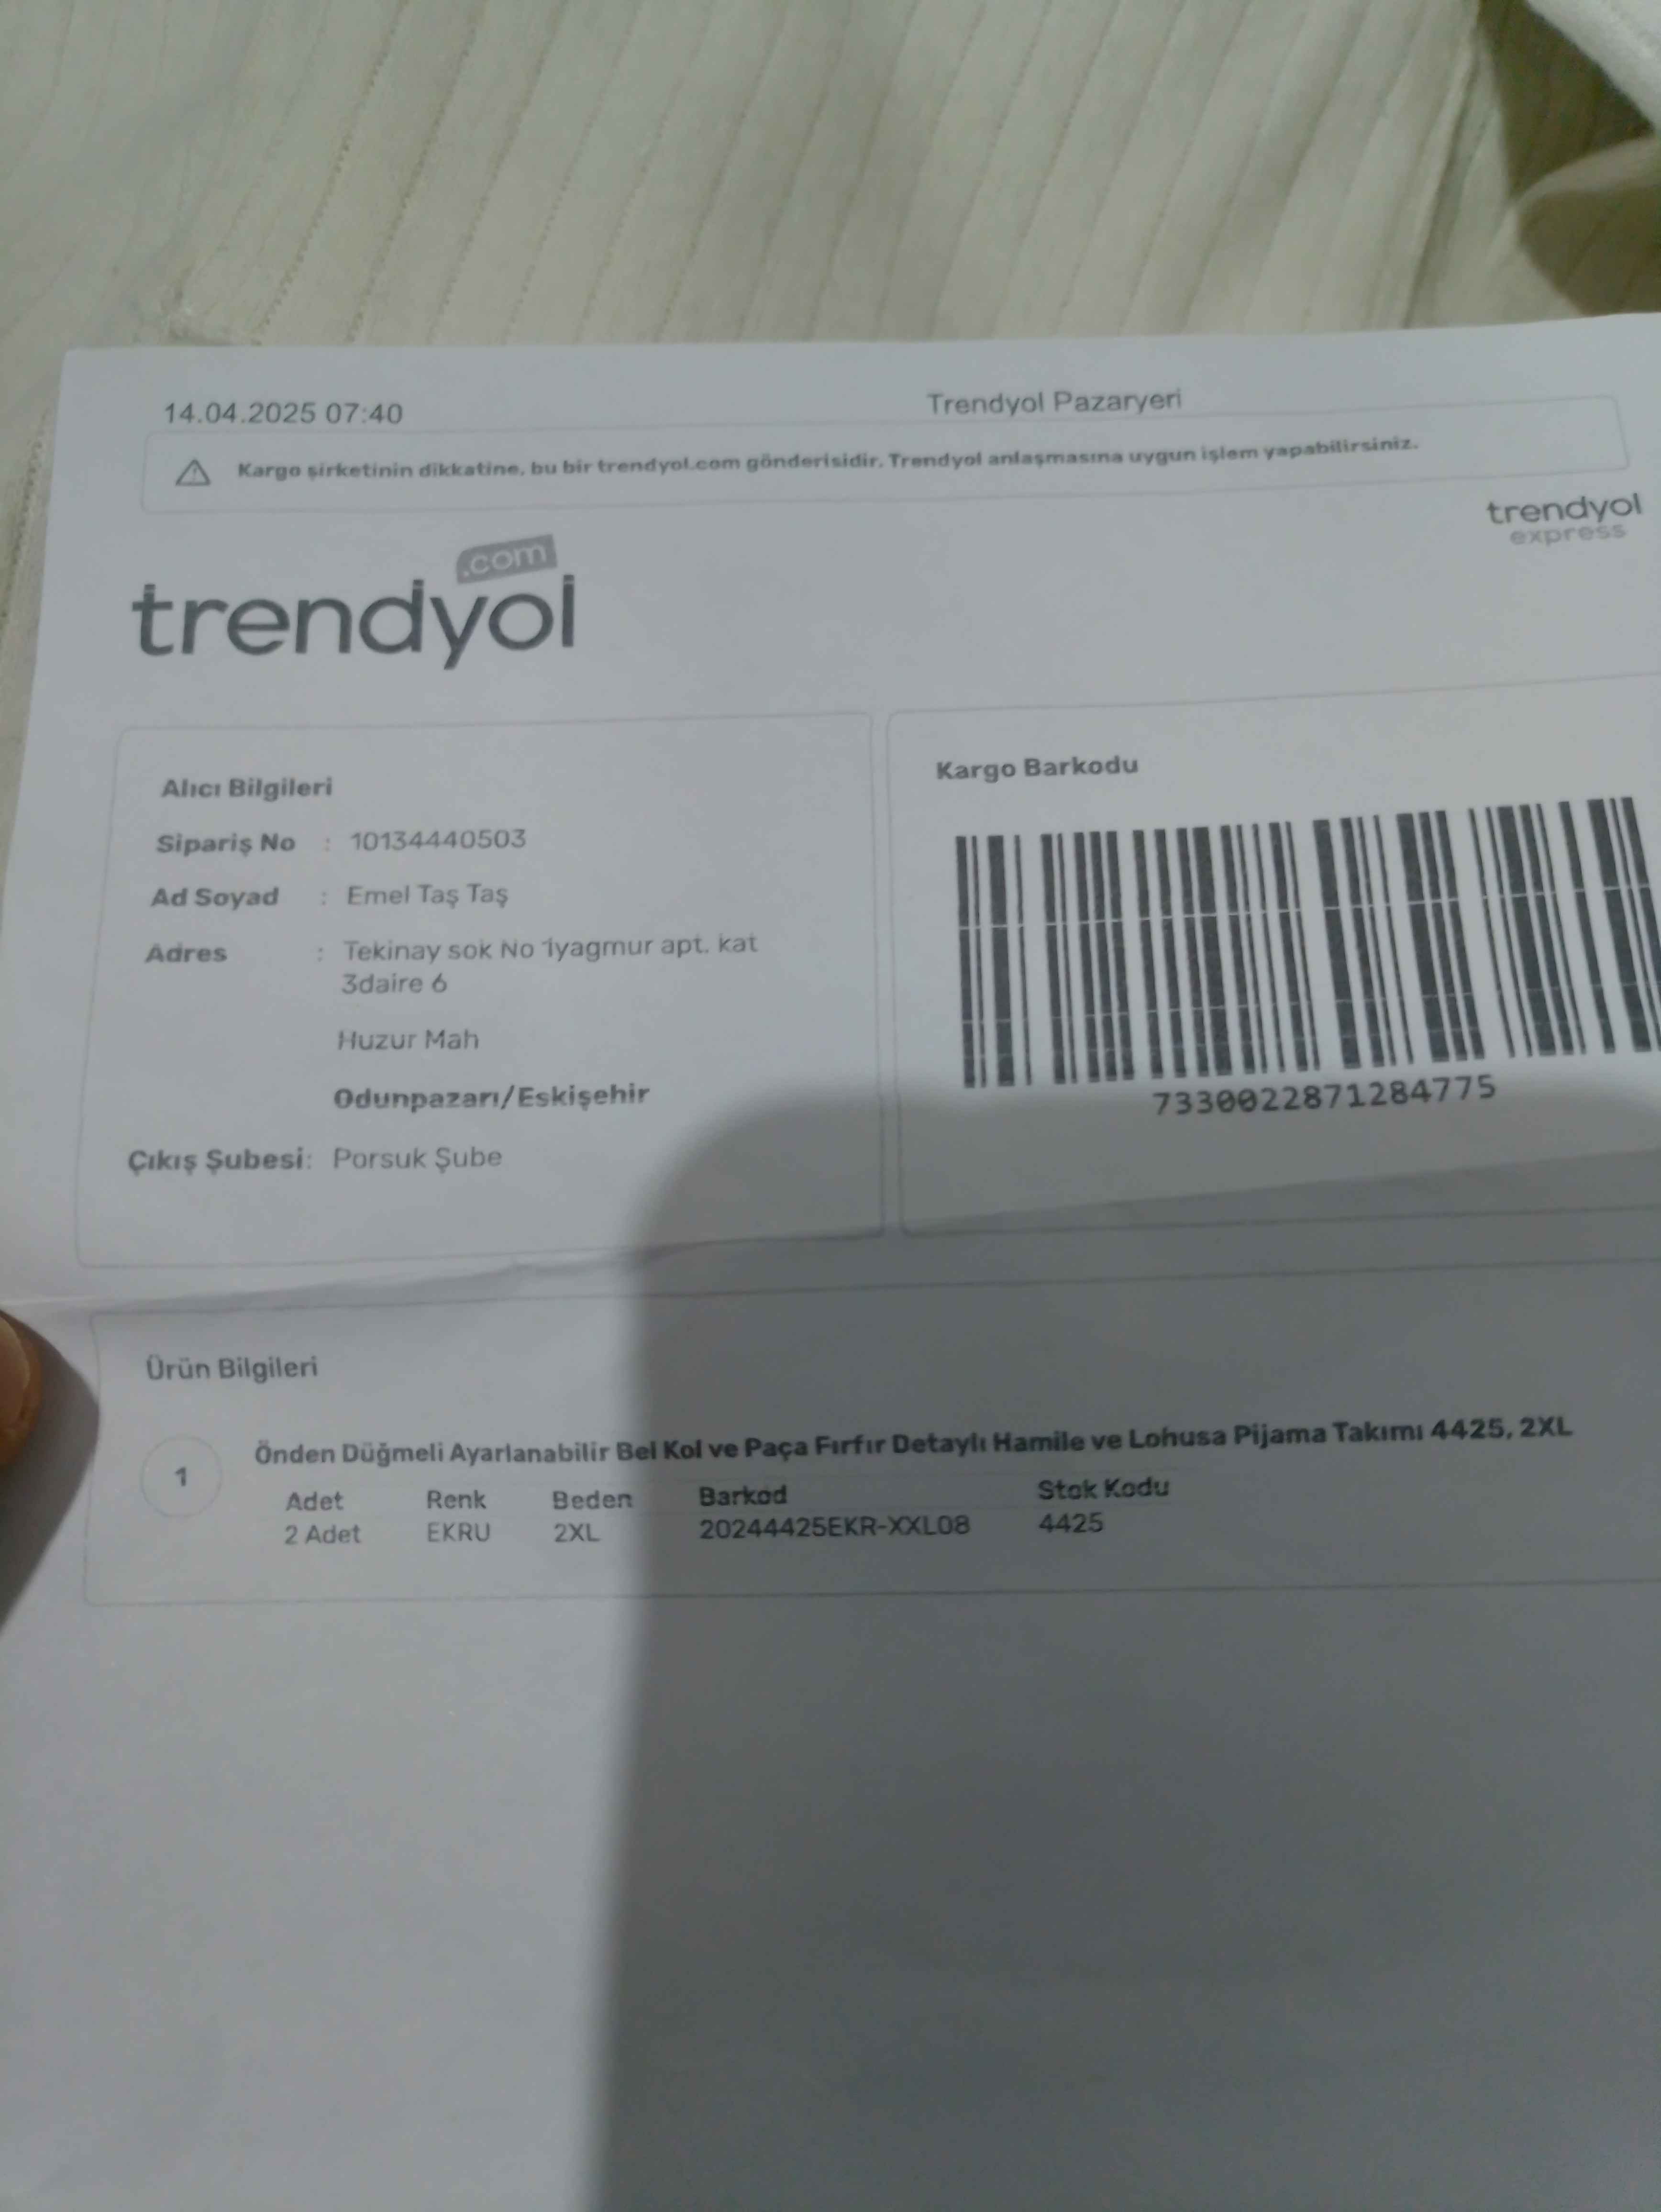 14.04.2025 07:40
Trendyol Pazaryeri
Kargo şirketinin dikkatine, bu bir trendyol.com gönderisidir. Trendyol anlaşmasına uygun işlem yapabilirsiniz.
trendyol
express
.com
trendyol
Alıcı Bilgileri
Sipariş No : 10134440503
Ad Soyad : Emel Taş Taş
Adres : Tekinay sok No 1yagmur apt. kat
3daire 6
Huzur Mah
Odunpazarı/Eskişehir
Çıkış Şubesi: Porsuk Şube
Kargo Barkodu
7330022871284775
Ürün Bilgileri
1
Önden Düğmeli Ayarlanabilir Bel Kol ve Paça Fırfır Detaylı Hamile ve Lohusa Pijama Takımı 4425, 2XL
Adet Renk Beden Barkod Stok Kodu
2 Adet EKRU 2XL 20244425EKR-XXL08 4425